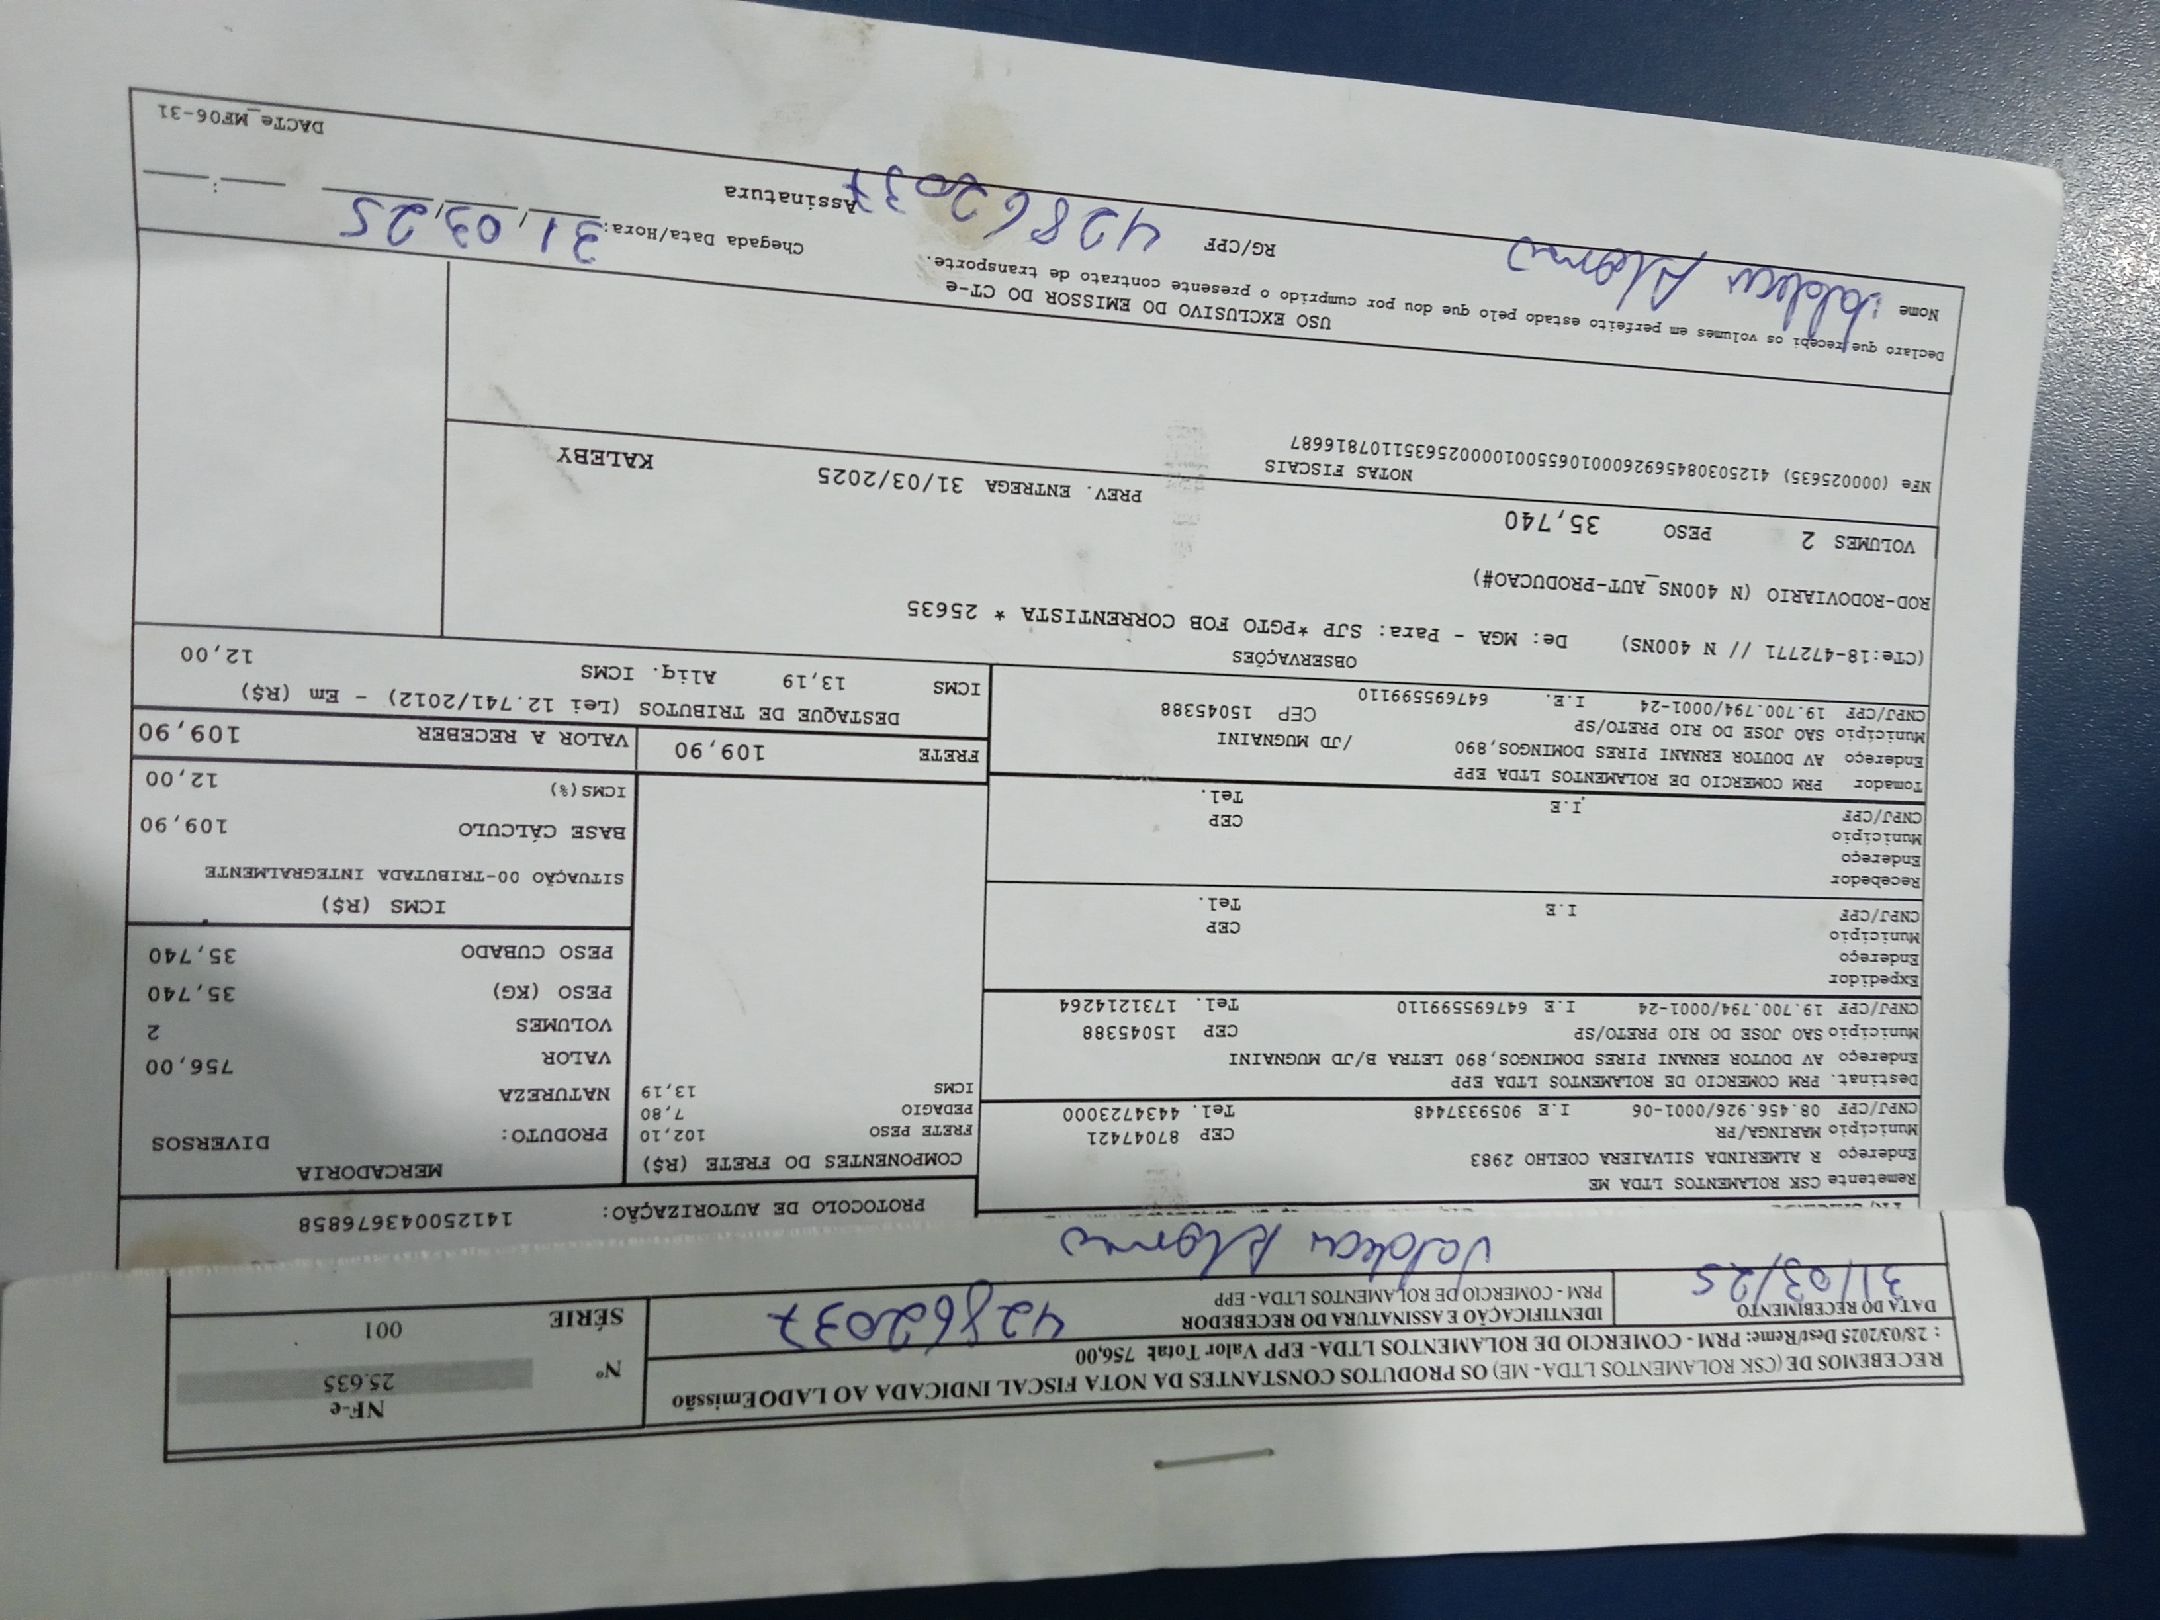 NF-e
Nº 25.635
SÉRIE 001
RECEBEMOS DE (CSK ROLAMENTOS LTDA - ME) OS PRODUTOS CONSTANTES DA NOTA FISCAL INDICADA AO LADO Emissão
: 28/03/2025 Dest/Reme: PRM - COMERCIO DE ROLAMENTOS LTDA - EPP Valor Total: 756,00
DATA DO RECEBIMENTO
31/03/25
IDENTIFICAÇÃO E ASSINATURA DO RECEBEDOR
PRM - COMERCIO DE ROLAMENTOS LTDA - EPP
42862037
PROTOCOLO DE AUTORIZAÇÃO: 141250043676858
Remetente CSK ROLAMENTOS LTDA ME
Endereço R ALMERINDA SILVAIERA COELHO 2983
Município MARINGA/PR CEP 87047421
CNPJ/CPF 08.456.926/0001-06 I.E 9059337448 Tel. 4434723000
Destinat. PRM COMERCIO DE ROLAMENTOS LTDA EPP
Endereço AV DOUTOR ERNANI PIRES DOMINGOS,890 LETRA B/JD MUGNAINI
Município SAO JOSE DO RIO PRETO/SP CEP 15045388
CNPJ/CPF 19.700.794/0001-24 I.E 647695599110 Tel. 1731214264
Expedidor
Endereço
Município CEP
CNPJ/CPF I.E Tel.
Recebedor
Endereço
Município CEP
CNPJ/CPF I.E Tel.
Tomador PRM COMERCIO DE ROLAMENTOS LTDA EPP
Endereço AV DOUTOR ERNANI PIRES DOMINGOS,890 /JD MUGNAINI
Município SAO JOSE DO RIO PRETO/SP CEP 15045388
CNPJ/CPF 19.700.794/0001-24 I.E. 647695599110
COMPONENTES DO FRETE (R$)
FRETE PESO 102,10
PEDAGIO 7,80
ICMS 13,19
MERCADORIA
PRODUTO: DIVERSOS
NATUREZA
VALOR 756,00
VOLUMES 2
PESO (KG) 35,740
PESO CUBADO 35,740
ICMS (R$)
SITUAÇÃO 00-TRIBUTADA INTEGRALMENTE
BASE CÁLCULO 109,90
ICMS(%) 12,00
FRETE 109,90
VALOR A RECEBER 109,90
DESTAQUE DE TRIBUTOS (Lei 12.741/2012) - Em (R$)
ICMS 13,19 Aliq. ICMS 12,00
OBSERVAÇÕES
(CTe:18-472771 // N 400NS) De: MGA - Para: SJP *PGTO FOB CORRENTISTA * 25635
ROD-RODOVIARIO (N 400NS_AUT-PRODUCAO#)
VOLUMES 2 PESO 35,740 PREV. ENTREGA 31/03/2025 KALEBY
NOTAS FISCAIS
NFe (000025635) 41250308456926000106550010000256351107816687
USO EXCLUSIVO DO EMISSOR DO CT-e
Declaro que recebi os volumes em perfeito estado pelo que dou por cumprido o presente contrato de transporte.
Nome
RG/CPF 42862037
Assinatura
Chegada Data/Hora: 31/03/25 :
DACTe_MF06-31